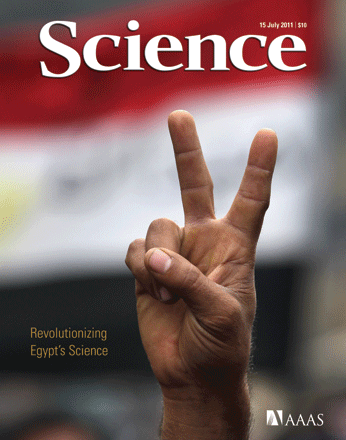 15 July 2011 | $10
Science
Revolutionizing
Egypt's Science
AAAS